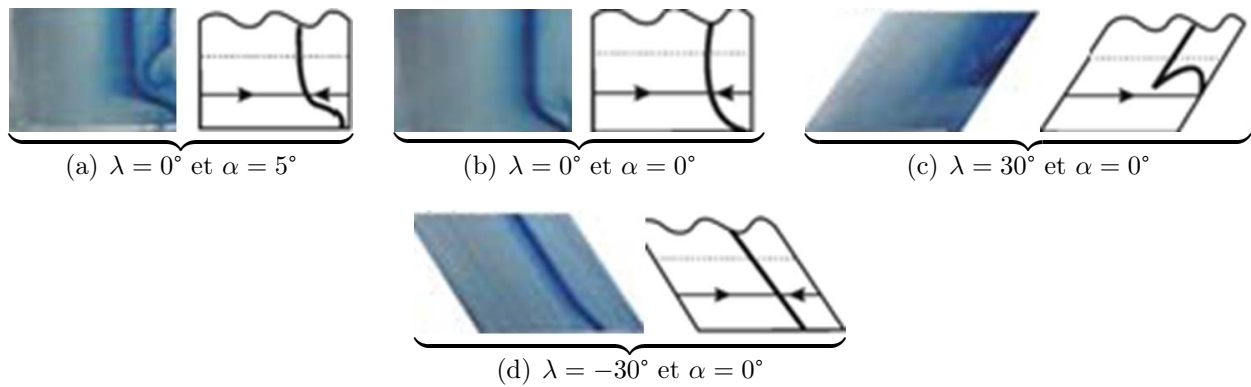 (a) λ = 0° et α = 5°
(b) λ = 0° et α = 0°
(c) λ = 30° et α = 0°
(d) λ = −30° et α = 0°